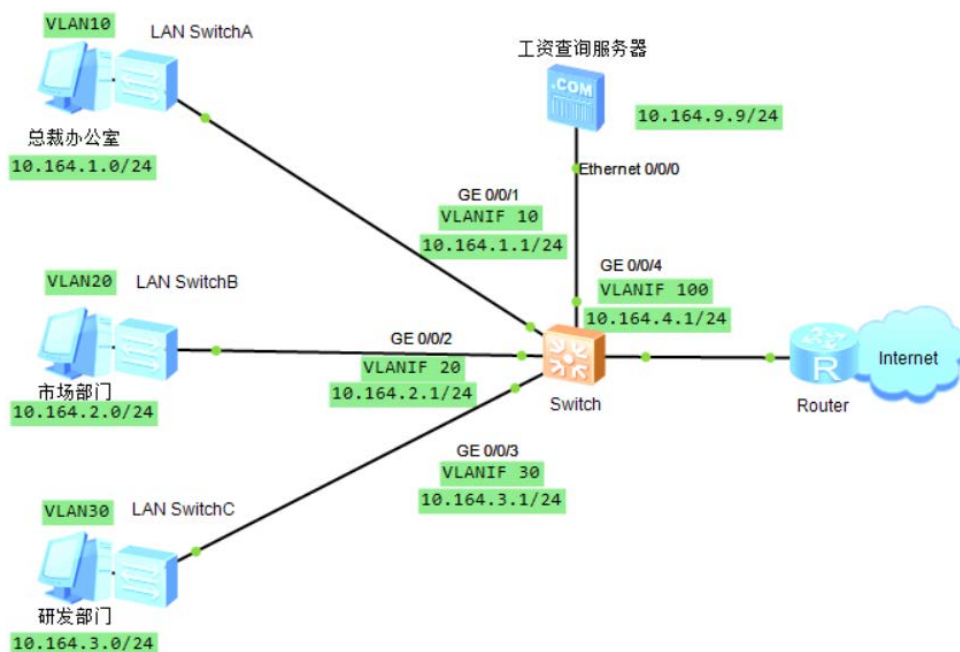 VLAN10
LAN SwitchA
总裁办公室
10.164.1.0/24
工资查询服务器
.COM
10.164.9.9/24
Ethernet 0/0/0
GE 0/0/1
VLANIF 10
10.164.1.1/24
GE 0/0/4
VLANIF 100
10.164.4.1/24
VLAN20
LAN SwitchB
市场部门
10.164.2.0/24
GE 0/0/2
VLANIF 20
10.164.2.1/24
Switch
R
Router
Internet
GE 0/0/3
VLANIF 30
10.164.3.1/24
VLAN30
LAN SwitchC
研发部门
10.164.3.0/24